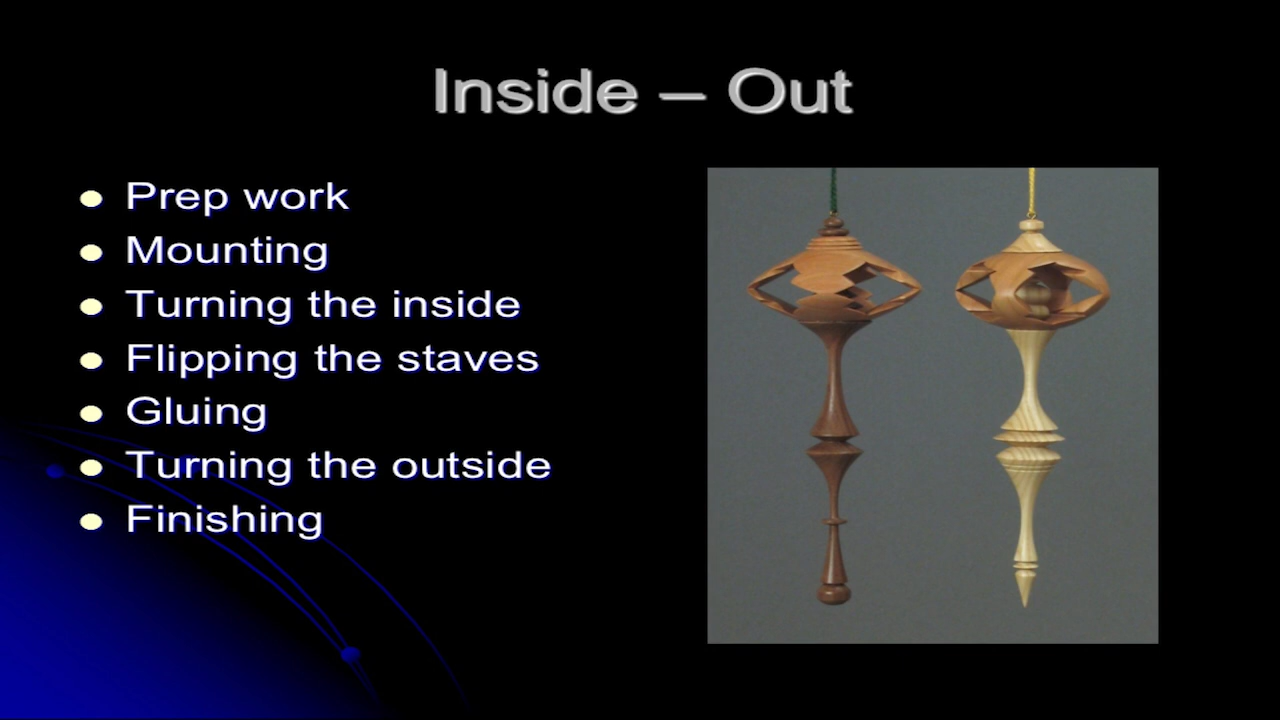 Inside – Out
Prep work
Mounting
Turning the inside
Flipping the staves
Gluing
Turning the outside
Finishing